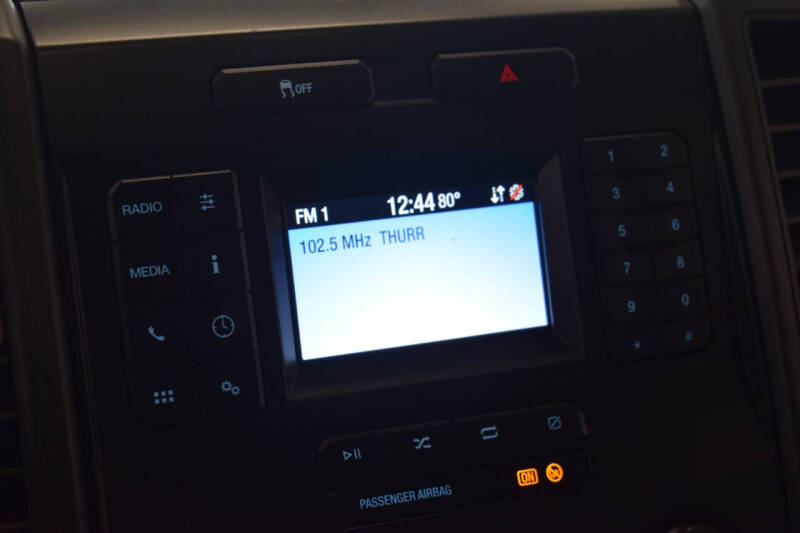 OFF
RADIO
MEDIA
FM 1 12:44 80°
102.5 MHz THURR
1 2
3 4
5 6
7 8
9 0
* #
PASSENGER AIRBAG ON